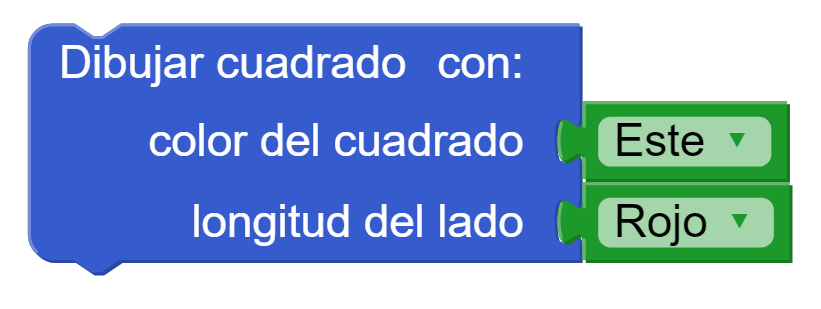 Dibujar cuadrado con:
color del cuadrado Este
longitud del lado Rojo